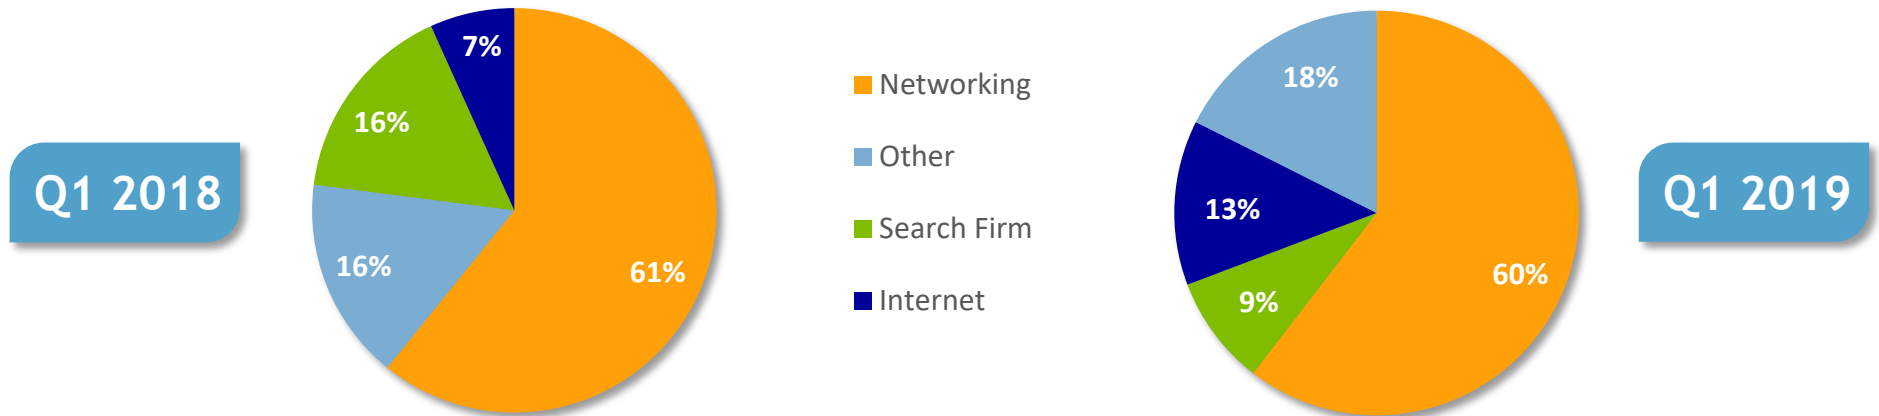 Q1 2018
7%
16%
16%
61%
Networking
Other
Search Firm
Internet
18%
13%
9%
60%
Q1 2019